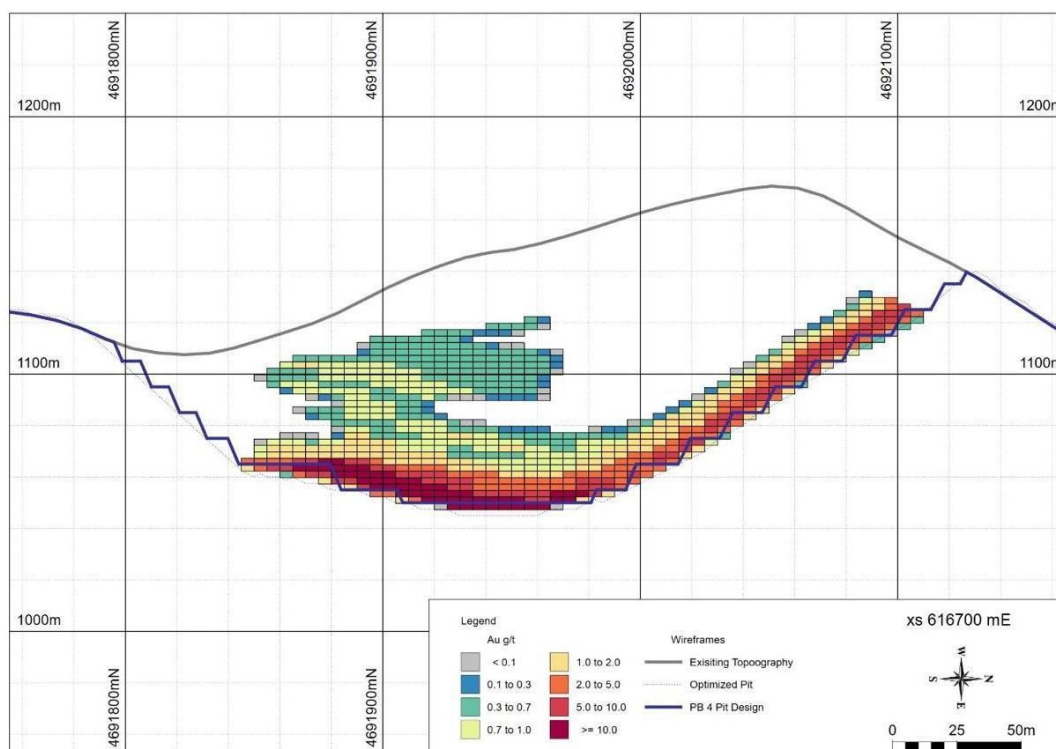 4691800mN
4691900mN
4692000mN
4692100mN
1200m
1200m
1100m
1100m
1000m
4691800mN
4691900mN
Legend
Au g/t
< 0.1
0.1 to 0.3
0.3 to 0.7
0.7 to 1.0
1.0 to 2.0
2.0 to 5.0
5.0 to 10.0
>= 10.0
Wireframes
Exisiting Topoography
Optimized Pit
PB 4 Pit Design
xs 616700 mE
W
S N
E
0 25 50m